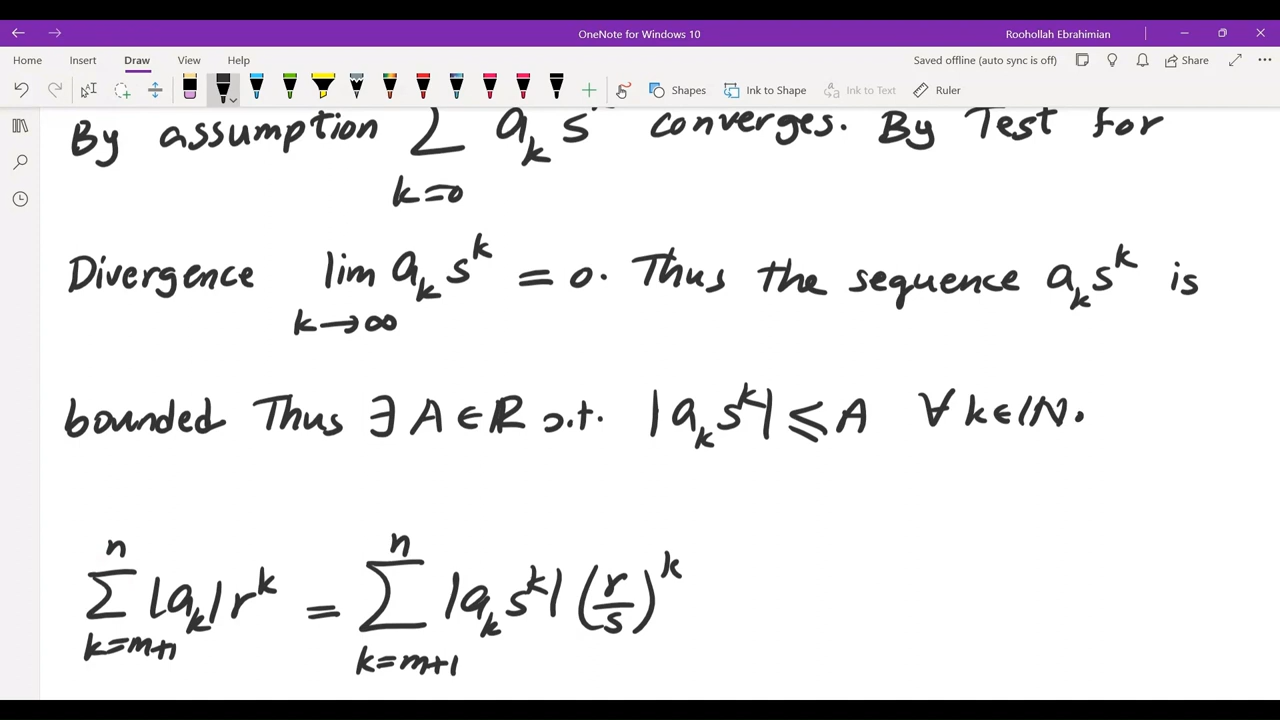 OneNote for Windows 10
Roohollah Ebrahimian
Home Insert Draw View Help
Saved offline (auto sync is off) Share
Shapes Ink to Shape Ink to Text Ruler
By assumption ∑_{k=0} a_k s converges. By Test for
Divergence lim_{k→∞} a_k s^k = 0. Thus the sequence a_k s^k is
bounded Thus ∃ A ∈ ℝ s.t. |a_k s^k| ⩽ A ∀ k ∈ ℕ.
∑_{k=m+1}^{n} |a_k| r^k = ∑_{k=m+1}^{n} |a_k s^k| (r/s)^k